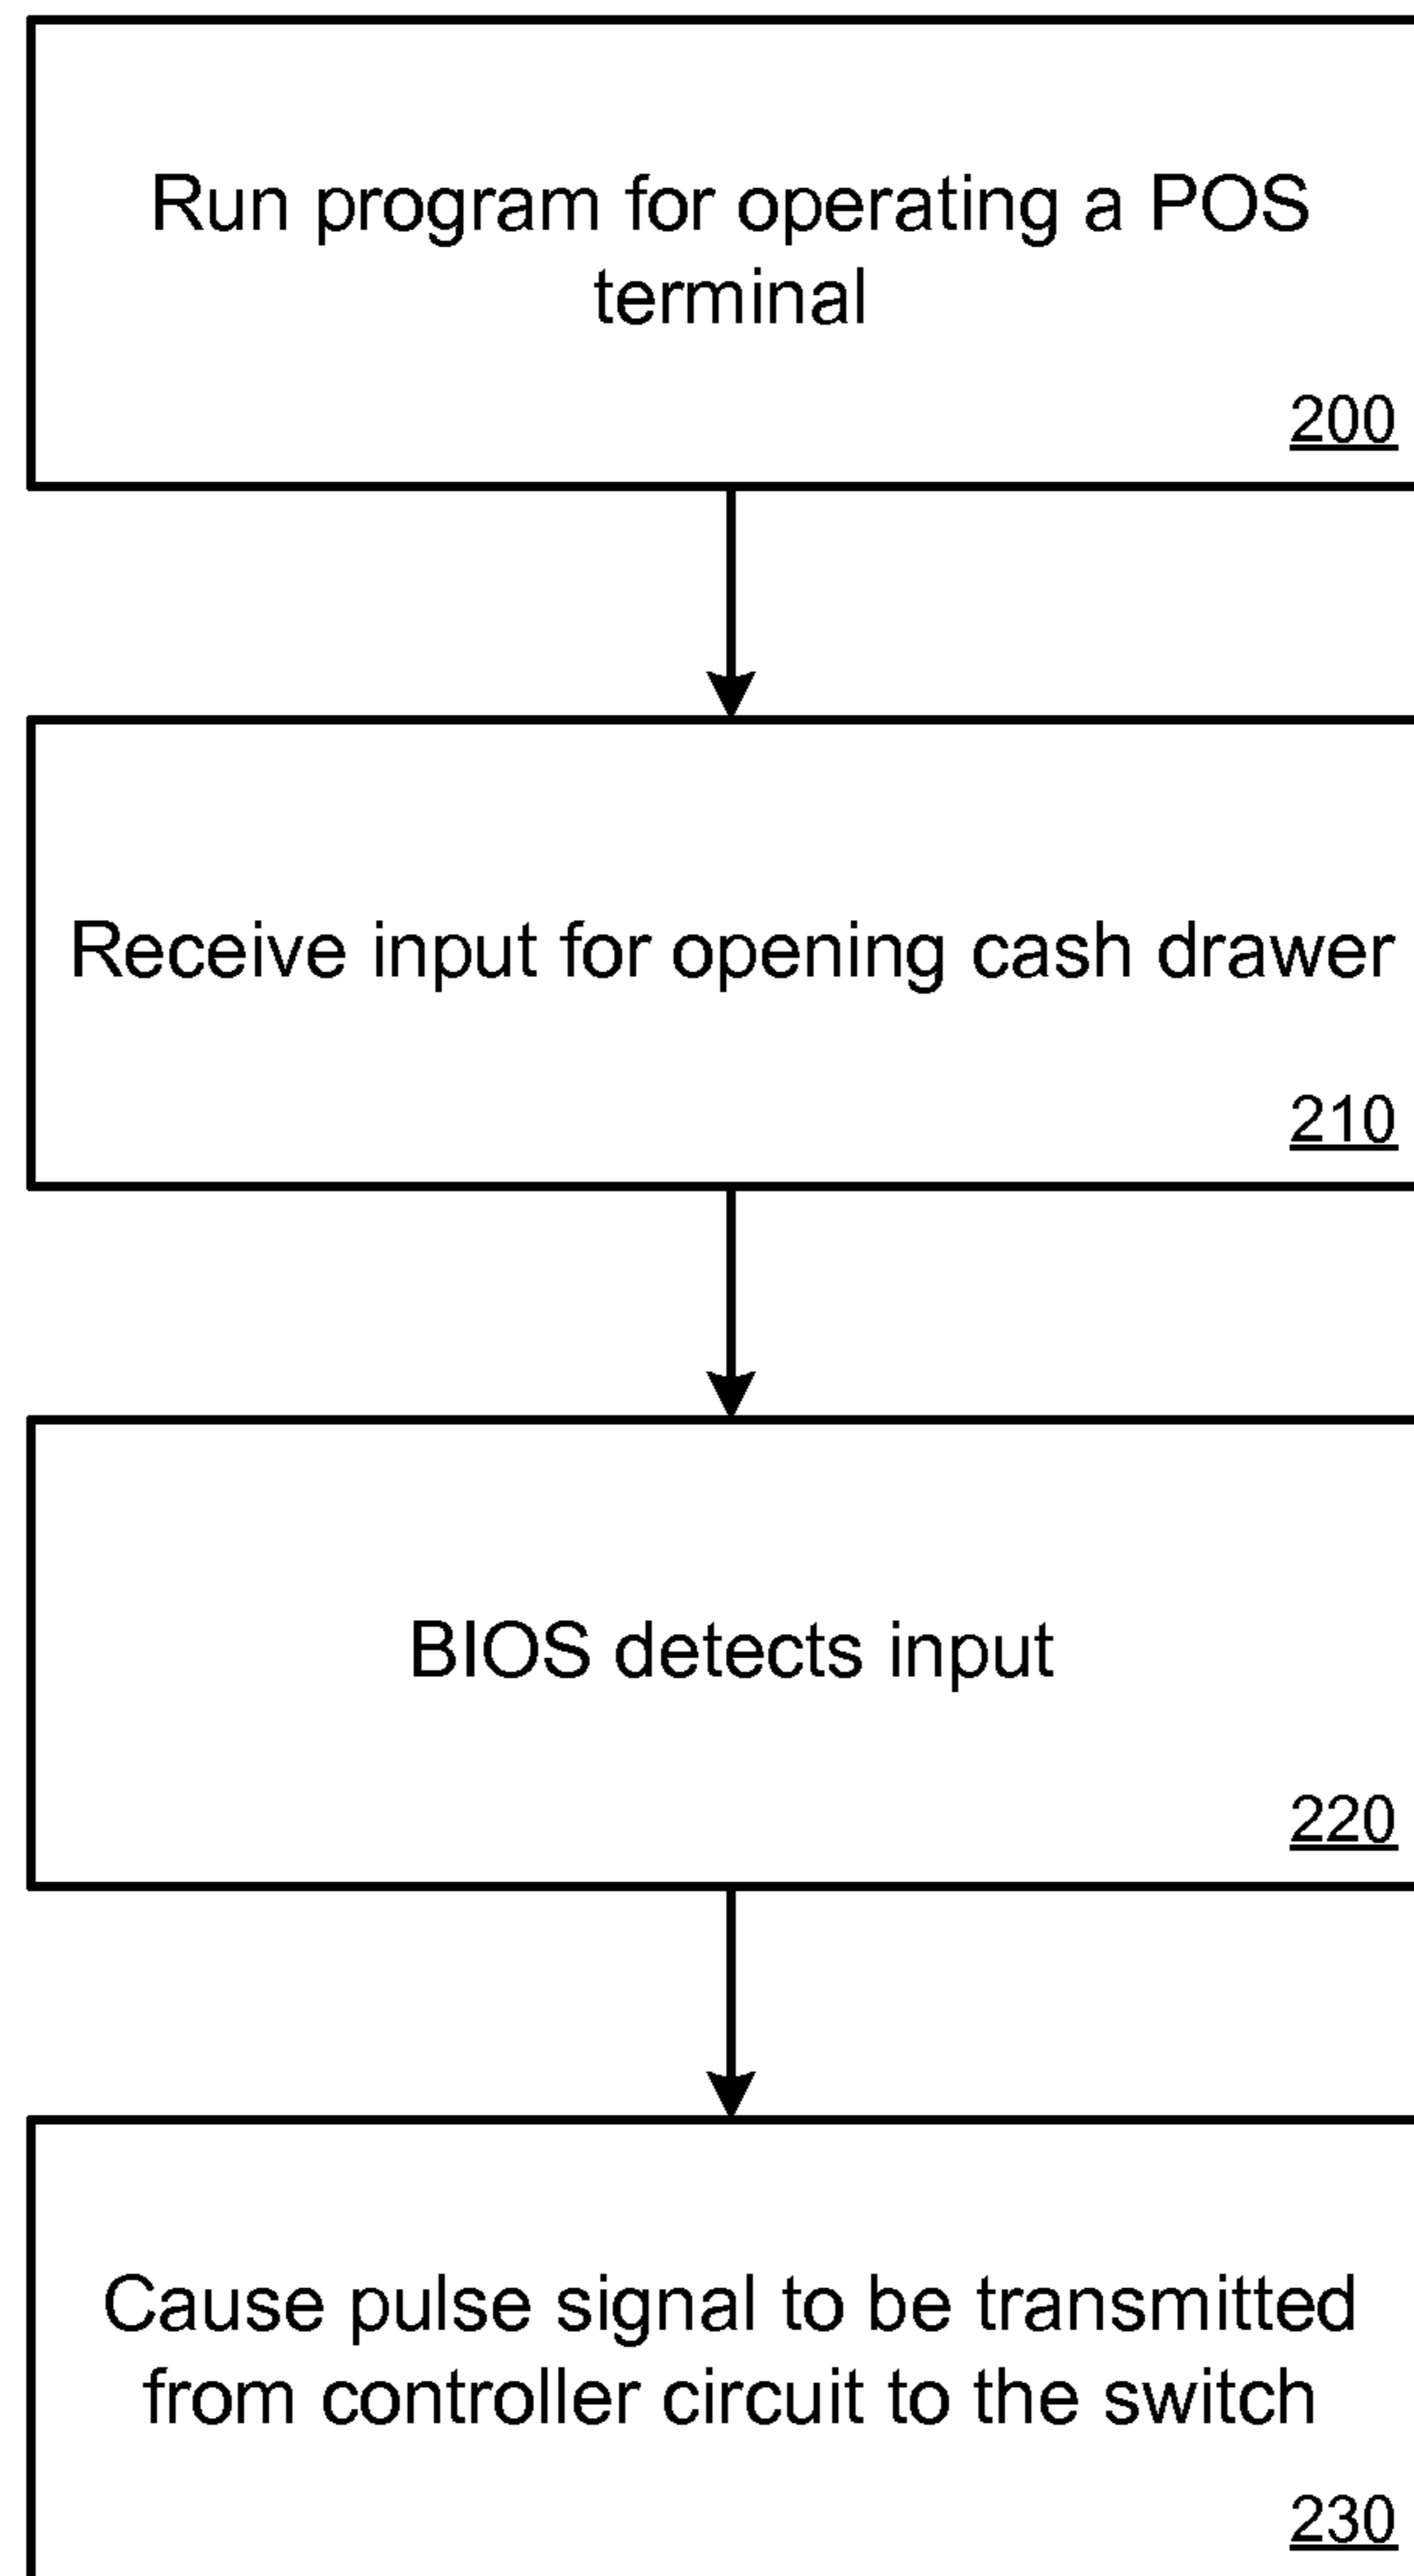 Run program for operating a POS
terminal
200
Receive input for opening cash drawer
210
BIOS detects input
220
Cause pulse signal to be transmitted
from controller circuit to the switch
230